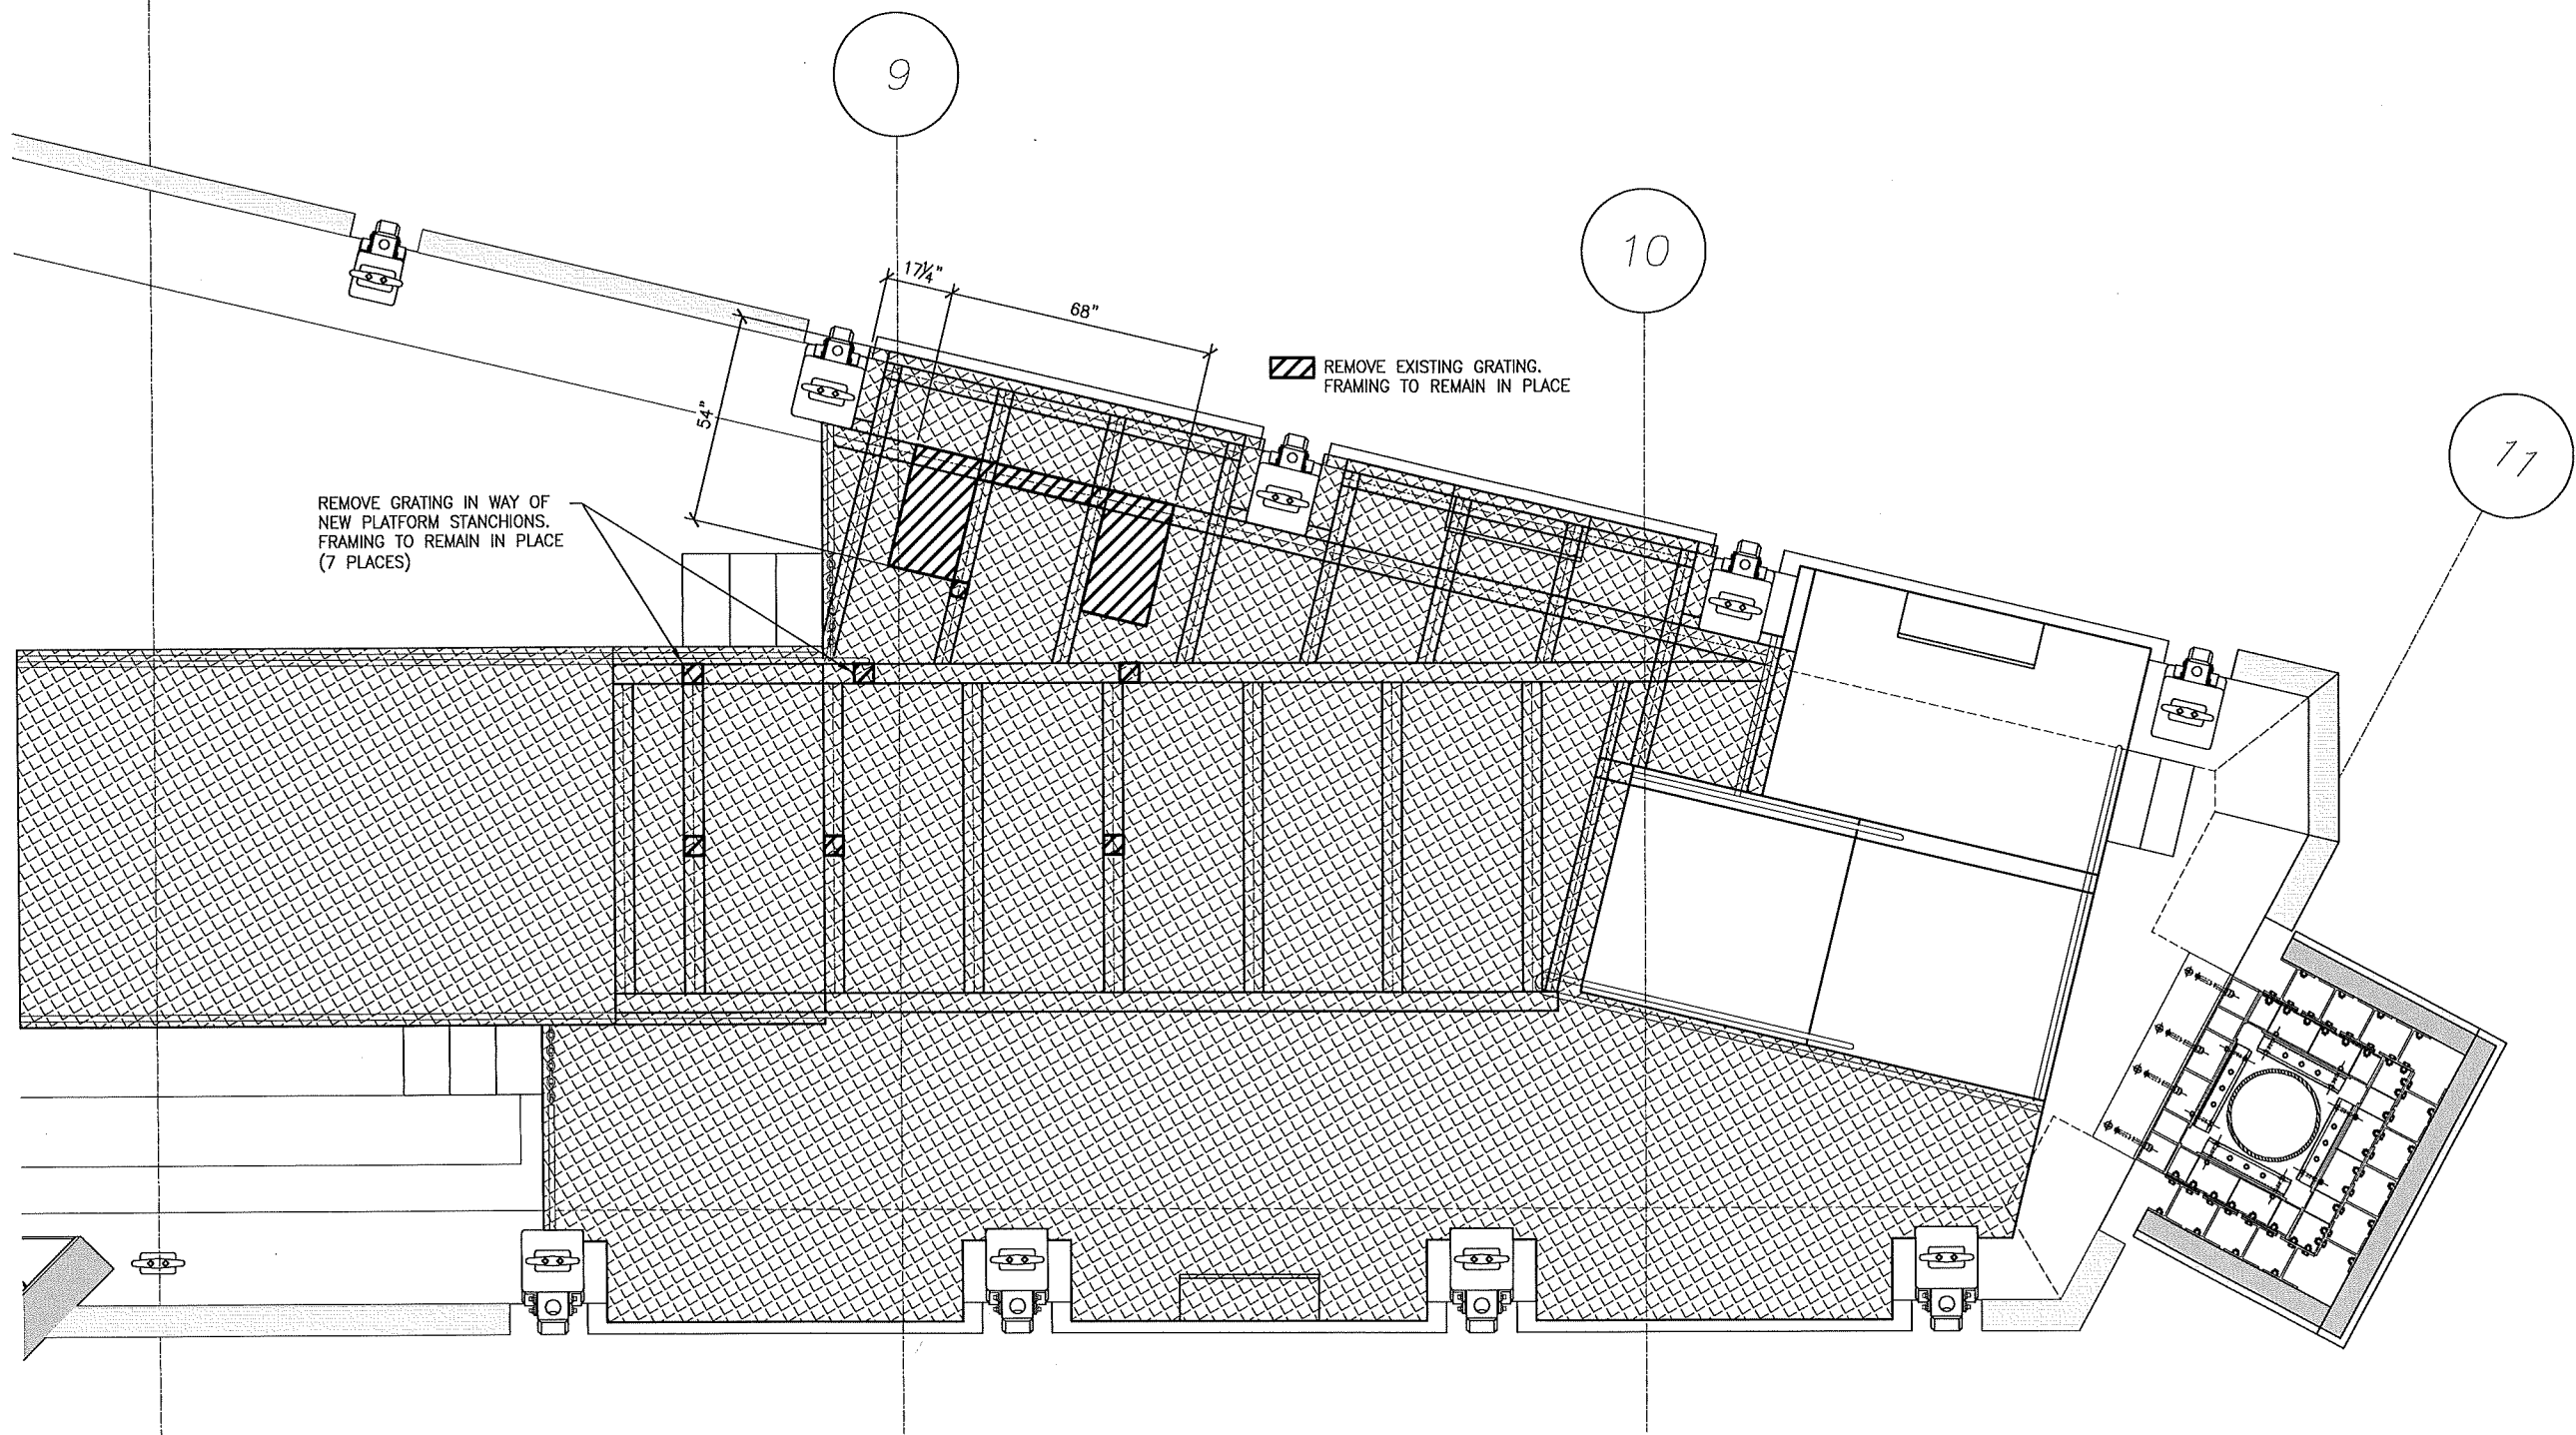 9
10
11
17¼"
68"
54"
REMOVE EXISTING GRATING.
FRAMING TO REMAIN IN PLACE
REMOVE GRATING IN WAY OF
NEW PLATFORM STANCHIONS.
FRAMING TO REMAIN IN PLACE
(7 PLACES)